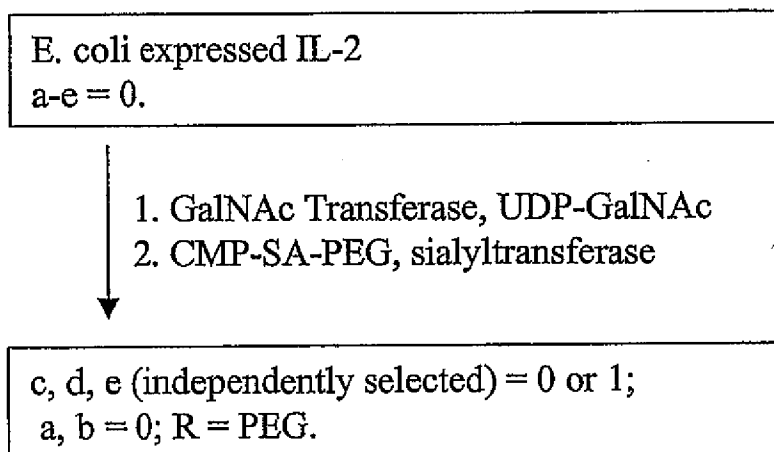 E. coli expressed IL-2
a-e = 0.
1. GalNAc Transferase, UDP-GalNAc
2. CMP-SA-PEG, sialyltransferase
c, d, e (independently selected) = 0 or 1;
a, b = 0; R = PEG.